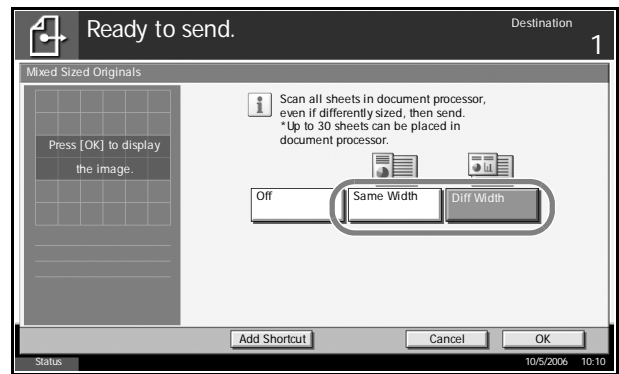 Ready to send.
Destination
1
Mixed Sized Originals
Press [OK] to display
the image.
i
Scan all sheets in document processor,
even if differently sized, then send.
*Up to 30 sheets can be placed in
document processor.
Off
Same Width
Diff Width
Add Shortcut
Cancel
OK
Status
10/5/2006 10:10